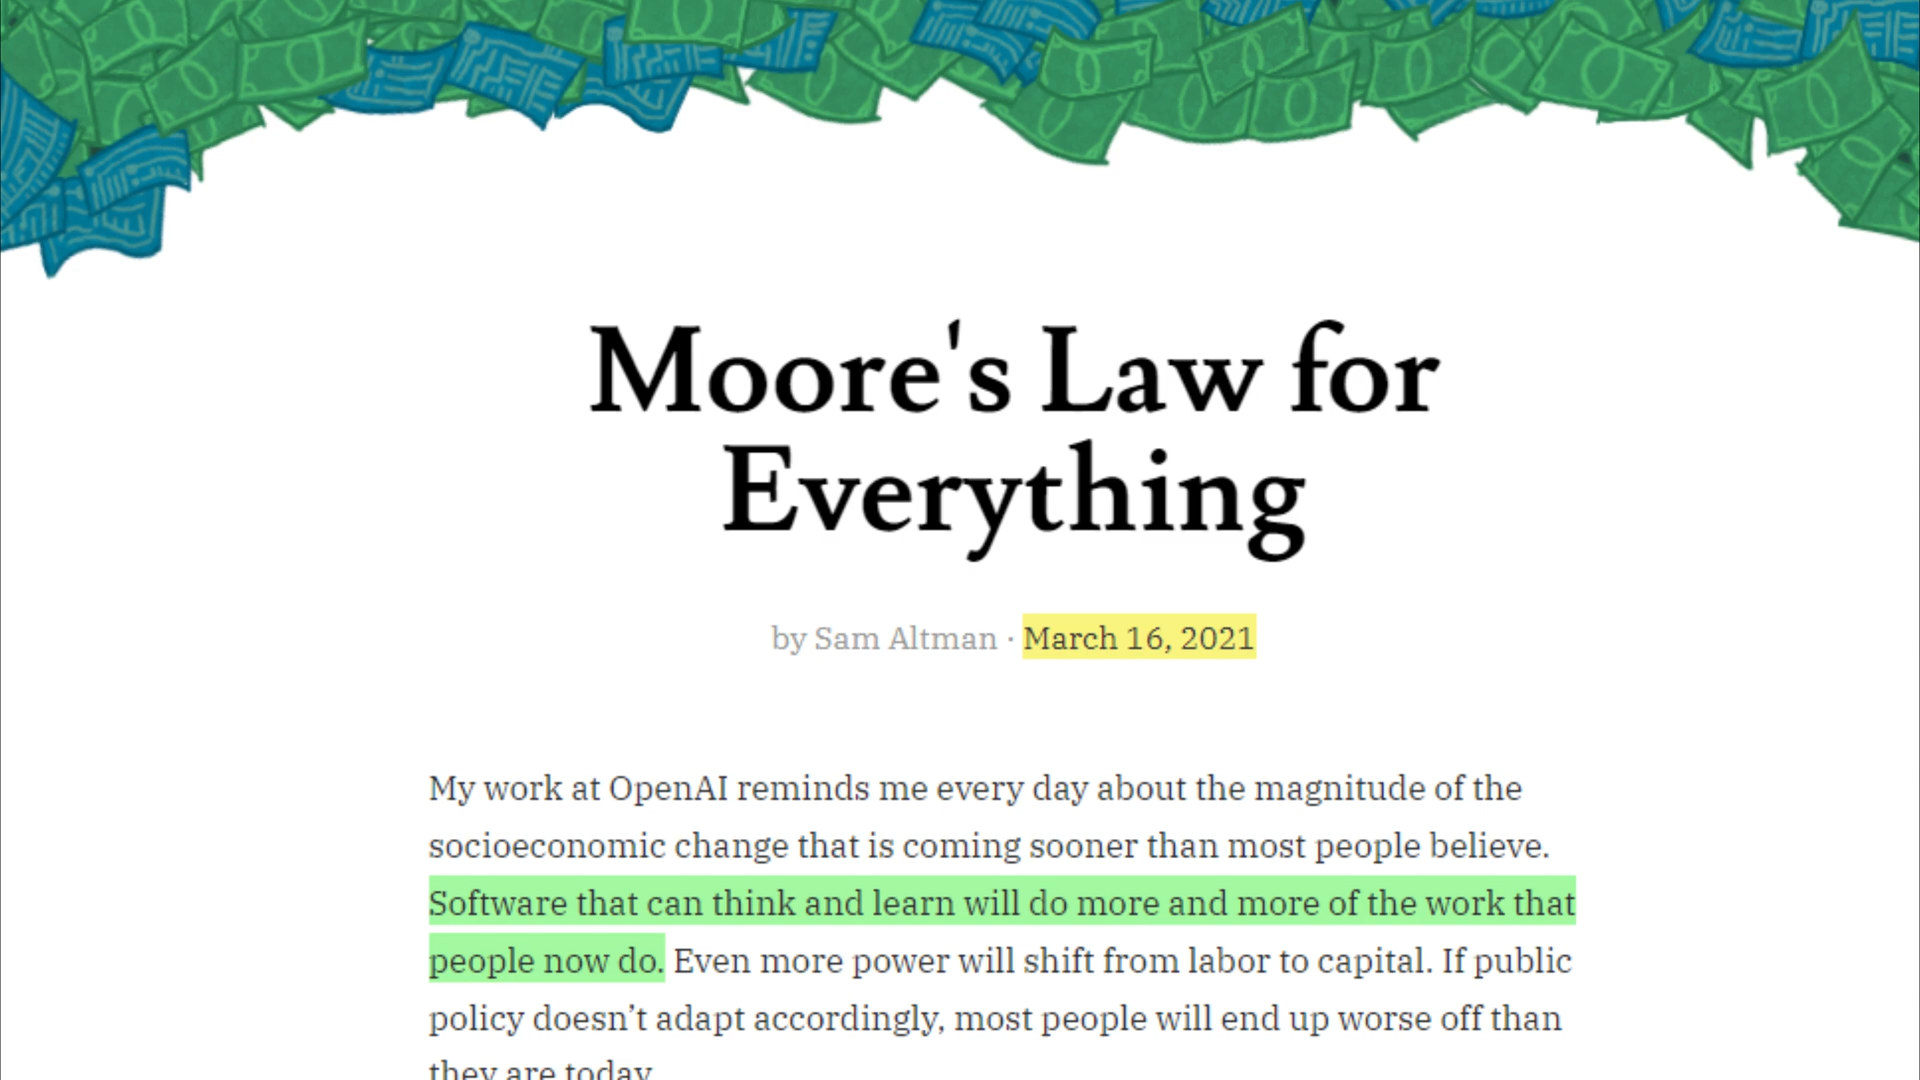 Moore's Law for
Everything
by Sam Altman · March 16, 2021
My work at OpenAI reminds me every day about the magnitude of the
socioeconomic change that is coming sooner than most people believe.
Software that can think and learn will do more and more of the work that
people now do. Even more power will shift from labor to capital. If public
policy doesn’t adapt accordingly, most people will end up worse off than
they are today